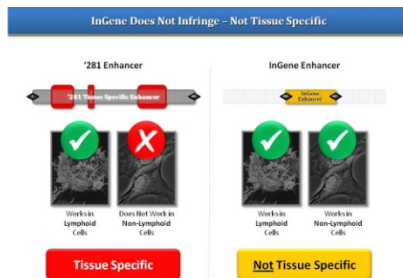 InGene Does Not Infringe – Not Tissue Specific
'281 Enhancer
InGene Enhancer
'281 Tissue Specific Enhancer
InGene
Enhancer
Works in
Lymphoid
Cells
Does Not Work in
Non-Lymphoid
Cells
Works in
Lymphoid
Cells
Works in
Non-Lymphoid
Cells
Tissue Specific
Not Tissue Specific